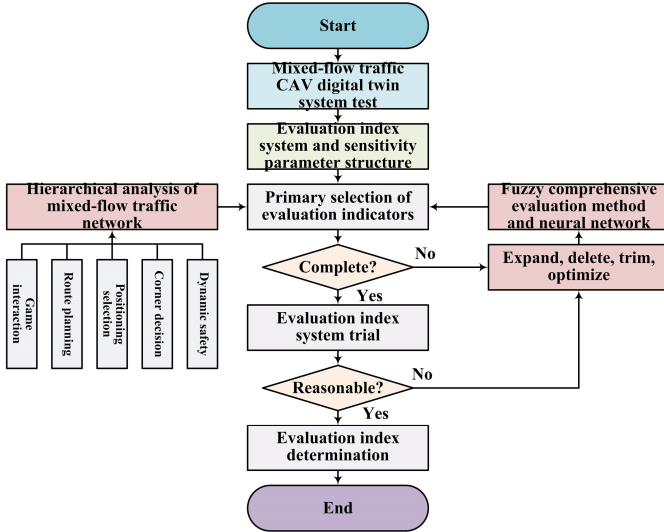 Start
Mixed-flow traffic
CAV digital twin
system test
Evaluation index
system and sensitivity
parameter structure
Hierarchical analysis of
mixed-flow traffic
network
Primary selection of
evaluation indicators
Fuzzy comprehensive
evaluation method
and neural network
Game
interaction
Route planning
Positioning
selection
Corner decision
Dynamic safety
Complete?
No
Expand, delete, trim,
optimize
Yes
Evaluation index
system trial
Reasonable?
No
Yes
Evaluation index
determination
End